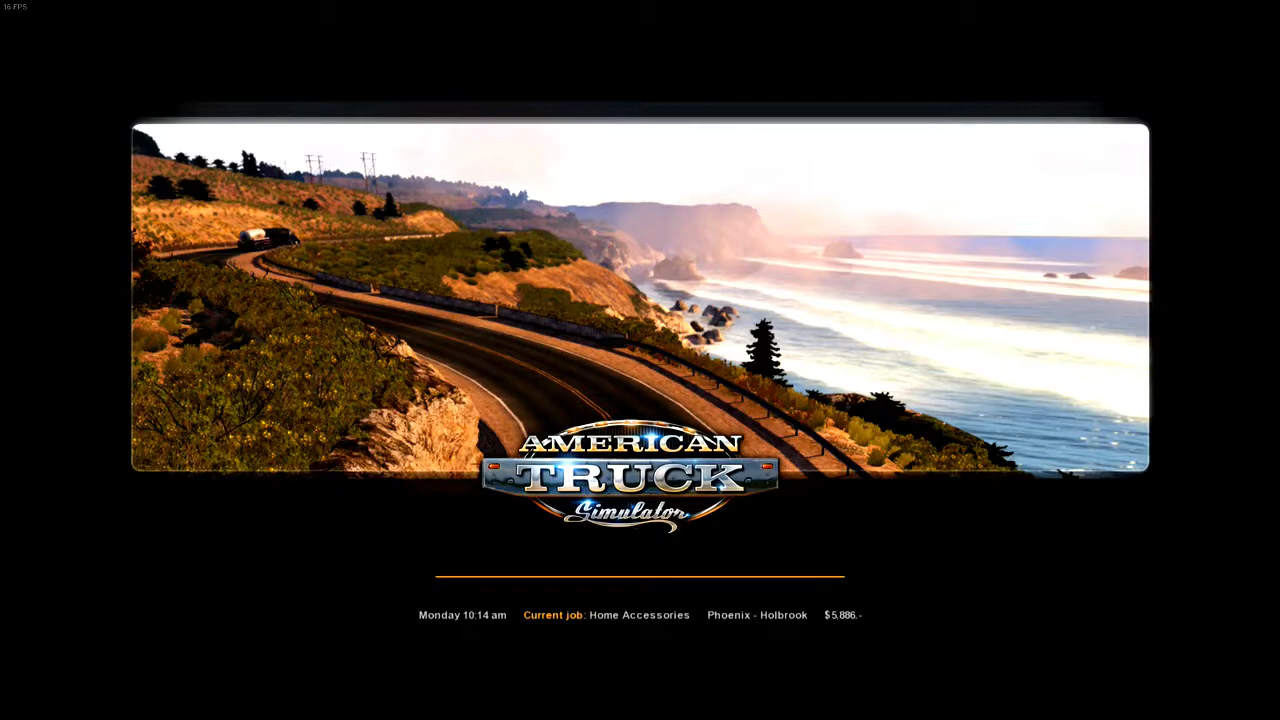 16 FPS
AMERICAN
TRUCK
Simulator
Monday 10:14 am Current job: Home Accessories Phoenix - Holbrook $5,886.-